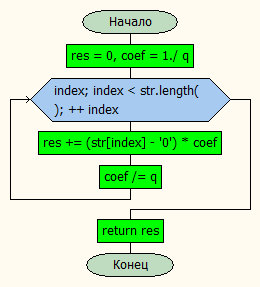 Начало
res = 0, coef = 1./ q
index; index < str.length(
); ++ index
res += (str[index] - '0') * coef
coef /= q
return res
Конец